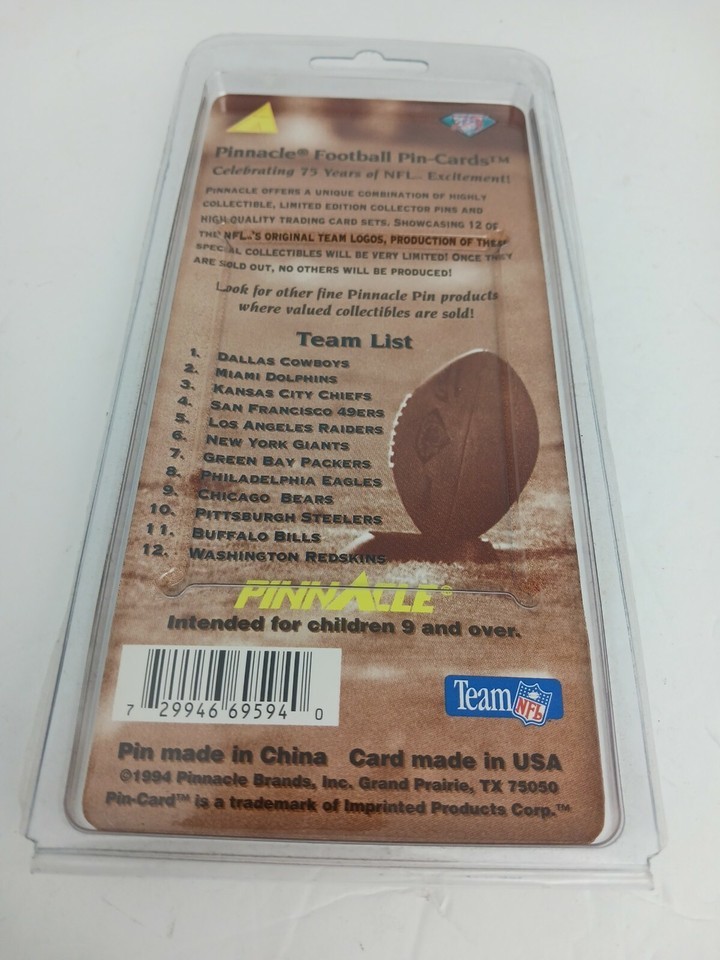 Pinnacle® Football Pin-Cards™
Celebrating 75 Years of NFL. Excitement!
PINNACLE OFFERS A UNIQUE COMBINATION OF HIGHLY
COLLECTIBLE, LIMITED EDITION COLLECTOR PINS AND
HIGH QUALITY TRADING CARD SETS. SHOWCASING 12 OF
THE NFL.'S ORIGINAL TEAM LOGOS, PRODUCTION OF THESE
SPECIAL COLLECTIBLES WILL BE VERY LIMITED! ONCE THEY
ARE SOLD OUT, NO OTHERS WILL BE PRODUCED!
Look for other fine Pinnacle Pin products
where valued collectibles are sold!
Team List
1. DALLAS COWBOYS
2. MIAMI DOLPHINS
3. KANSAS CITY CHIEFS
4. SAN FRANCISCO 49ERS
5. LOS ANGELES RAIDERS
6. NEW YORK GIANTS
7. GREEN BAY PACKERS
8. PHILADELPHIA EAGLES
9. CHICAGO BEARS
10. PITTSBURGH STEELERS
11. BUFFALO BILLS
12. WASHINGTON REDSKINS
PINNACLE®
Intended for children 9 and over.
7 29946 69594 0
Team NFL
Pin made in China Card made in USA
©1994 Pinnacle Brands, Inc. Grand Prairie, TX 75050
Pin-Card™ is a trademark of Imprinted Products Corp.™